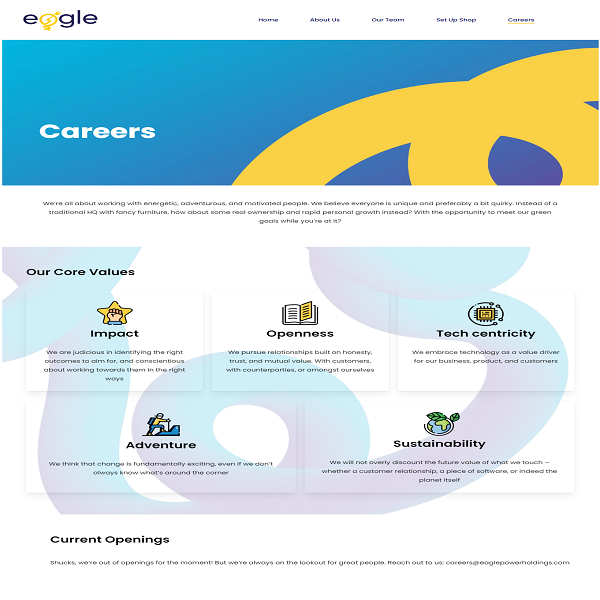 eogle
Home About Us Our Team Set Up Shop Careers
Careers
We're all about working with energetic, adventurous, and motivated people. We believe everyone is unique and preferably a bit quirky. Instead of a
traditional HQ with fancy furniture, how about some real ownership and rapid personal growth instead? With the opportunity to meet our green
goals while you're at it?
Our Core Values
Impact
We are judicious in identifying the right
outcomes to aim for, and conscientious
about working towards them in the right
ways
Openness
We pursue relationships built on honesty,
trust, and mutual value. With customers,
with counterparties, or amongst ourselves
Tech centricity
We embrace technology as a value driver
for our business, product, and customers
Adventure
We think that change is fundamentally exciting, even if we don't
always know what's around the corner
Sustainability
We will not overly discount the future value of what we touch –
whether a customer relationship, a piece of software, or indeed the
planet itself
Current Openings
Shucks, we're out of openings for the moment! But we're always on the lookout for great people. Reach out to us: careers@eoglepowerholdings.com